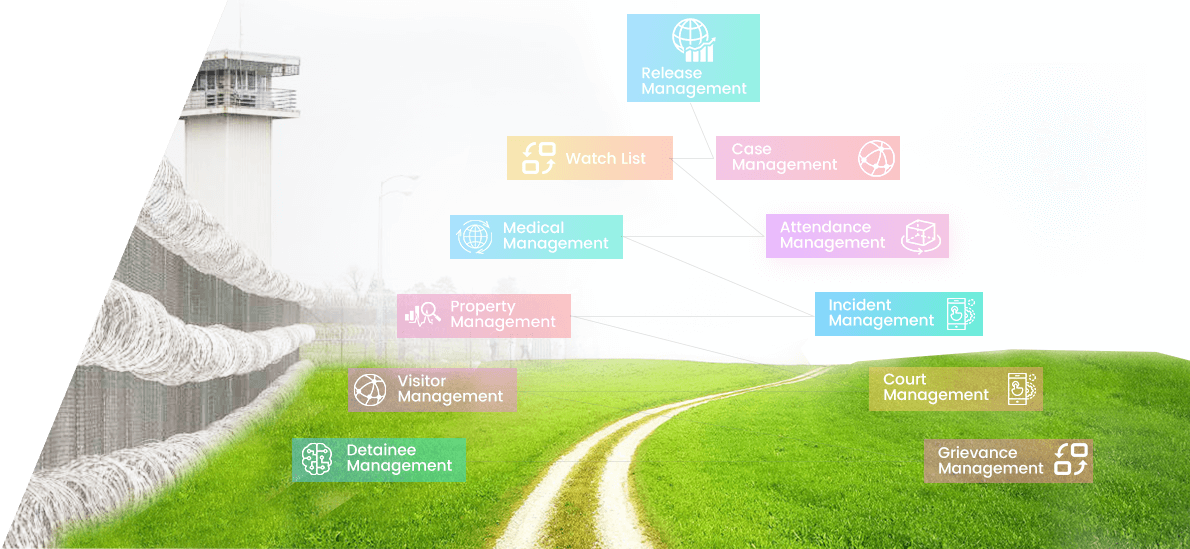 Release
Management
Watch List
Case
Management
Medical
Management
Attendance
Management
Property
Management
Incident
Management
Visitor
Management
Court
Management
Detainee
Management
Grievance
Management